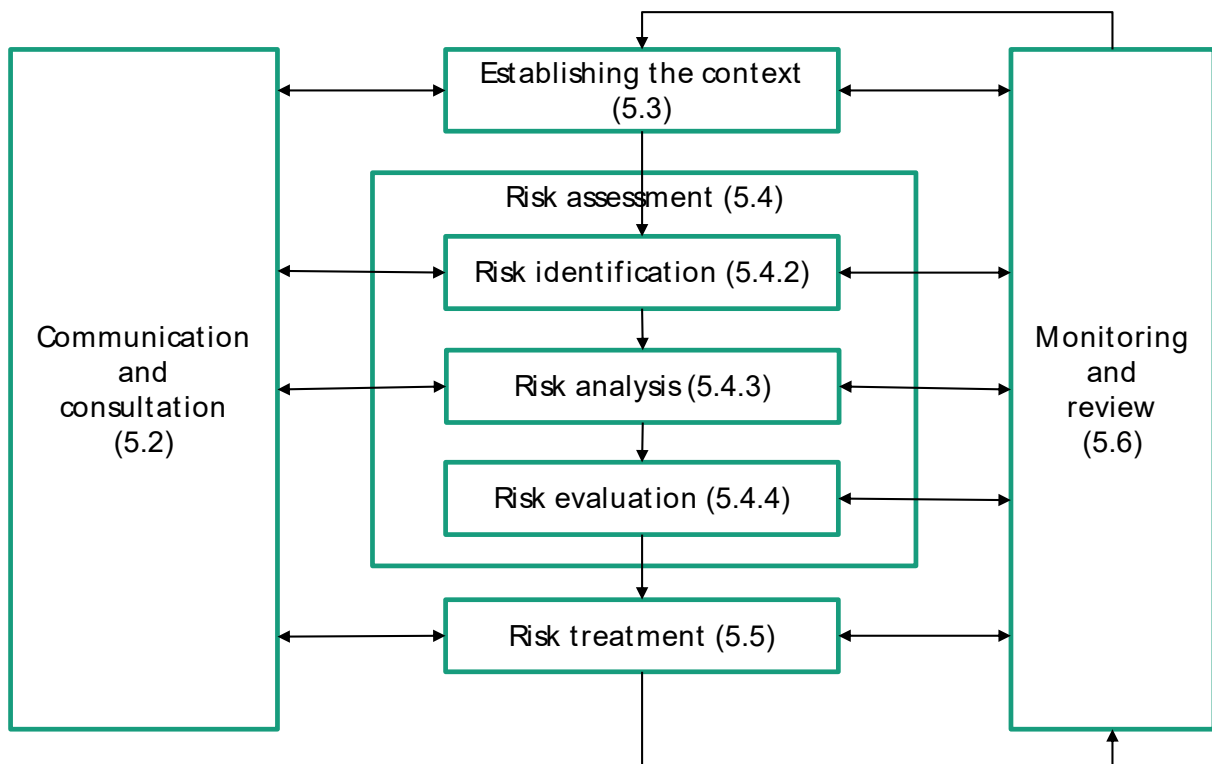 Establishing the context
(5.3)
Risk assessment (5.4)
Risk identification (5.4.2)
Communication
and
consultation
(5.2)
Risk analysis (5.4.3)
Monitoring
and
review
(5.6)
Risk evaluation (5.4.4)
Risk treatment (5.5)